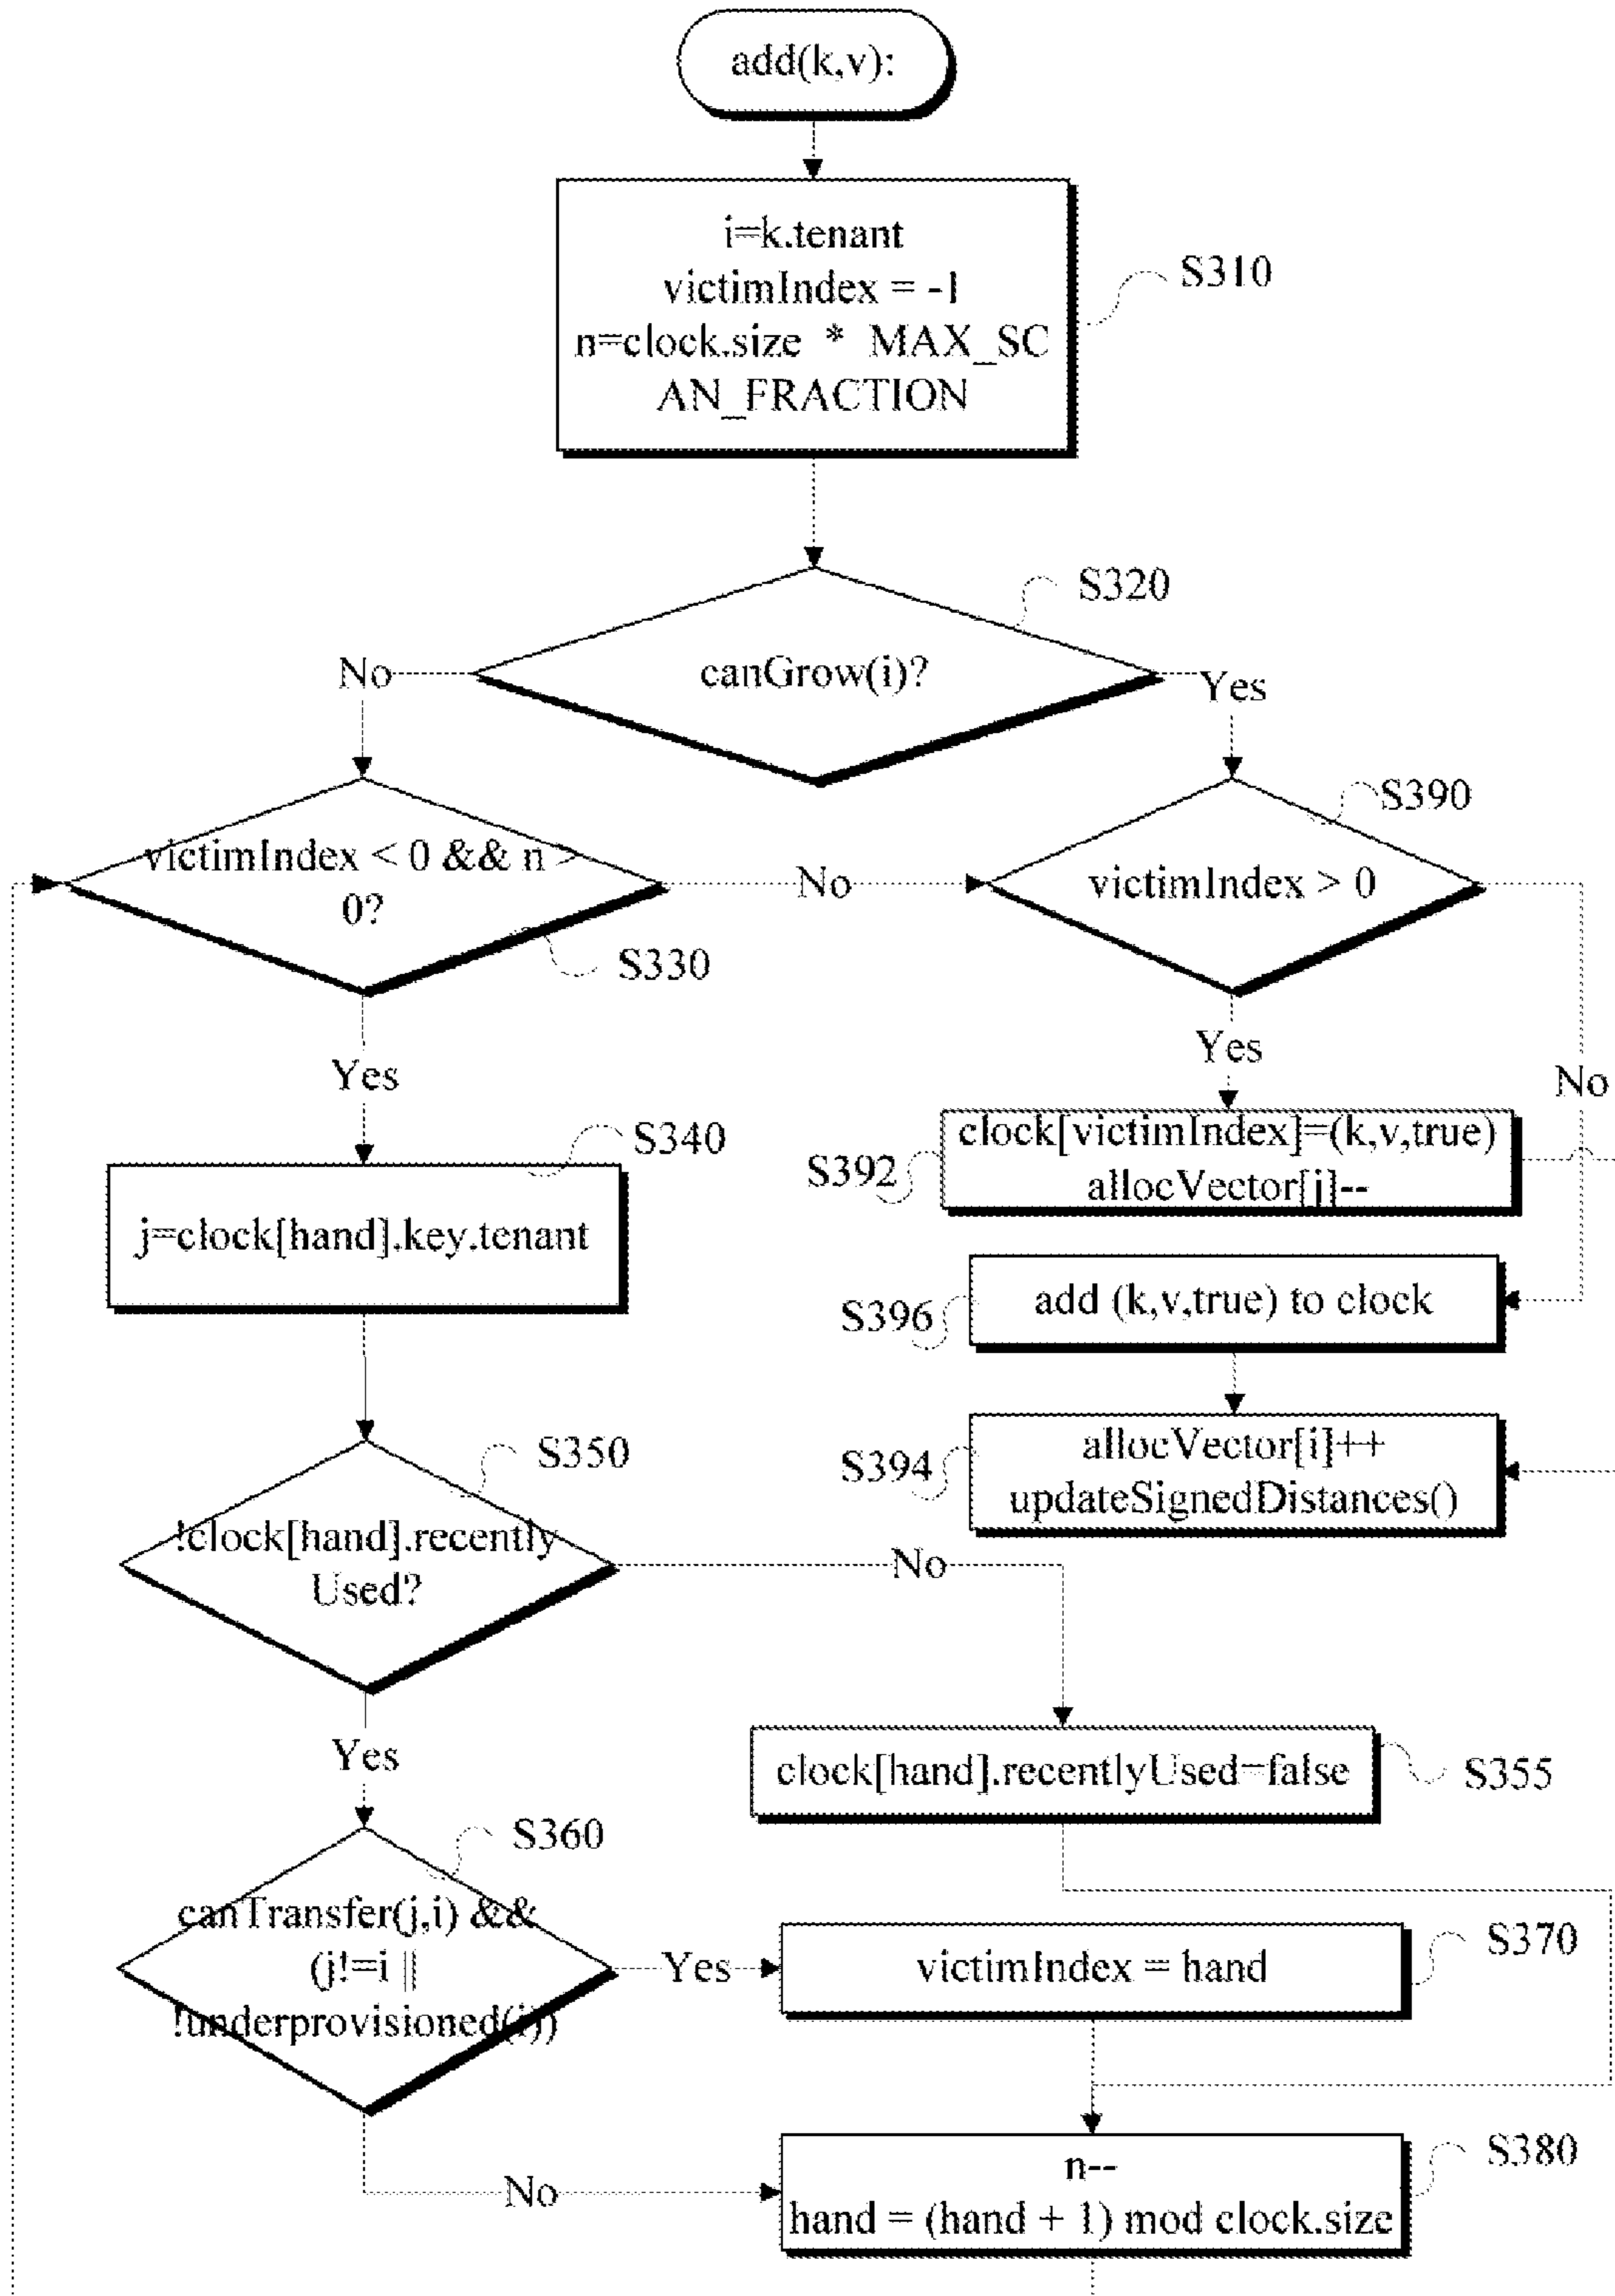 add(k,v):
i=k.tenant
victimIndex = -1
n=clock.size * MAX_SC
AN_FRACTION
S310
S320
canGrow(i)?
No
Yes
S390
victimIndex < 0 && n >
0?
No
victimIndex > 0
S330
Yes
Yes
No
S340
clock[victimIndex]=(k,v,true)
allocVector[j]--
S392
j=clock[hand].key.tenant
add (k,v,true) to clock
S396
S350
allocVector[i]++
updateSignedDistances()
S394
!clock[hand].recently
Used?
No
Yes
clock[hand].recentlyUsed=false
S355
S360
canTransfer(j,i) &&
(j!=i ||
!underprovisioned(i))
Yes
victimIndex = hand
S370
No
n--
hand = (hand + 1) mod clock.size
S380